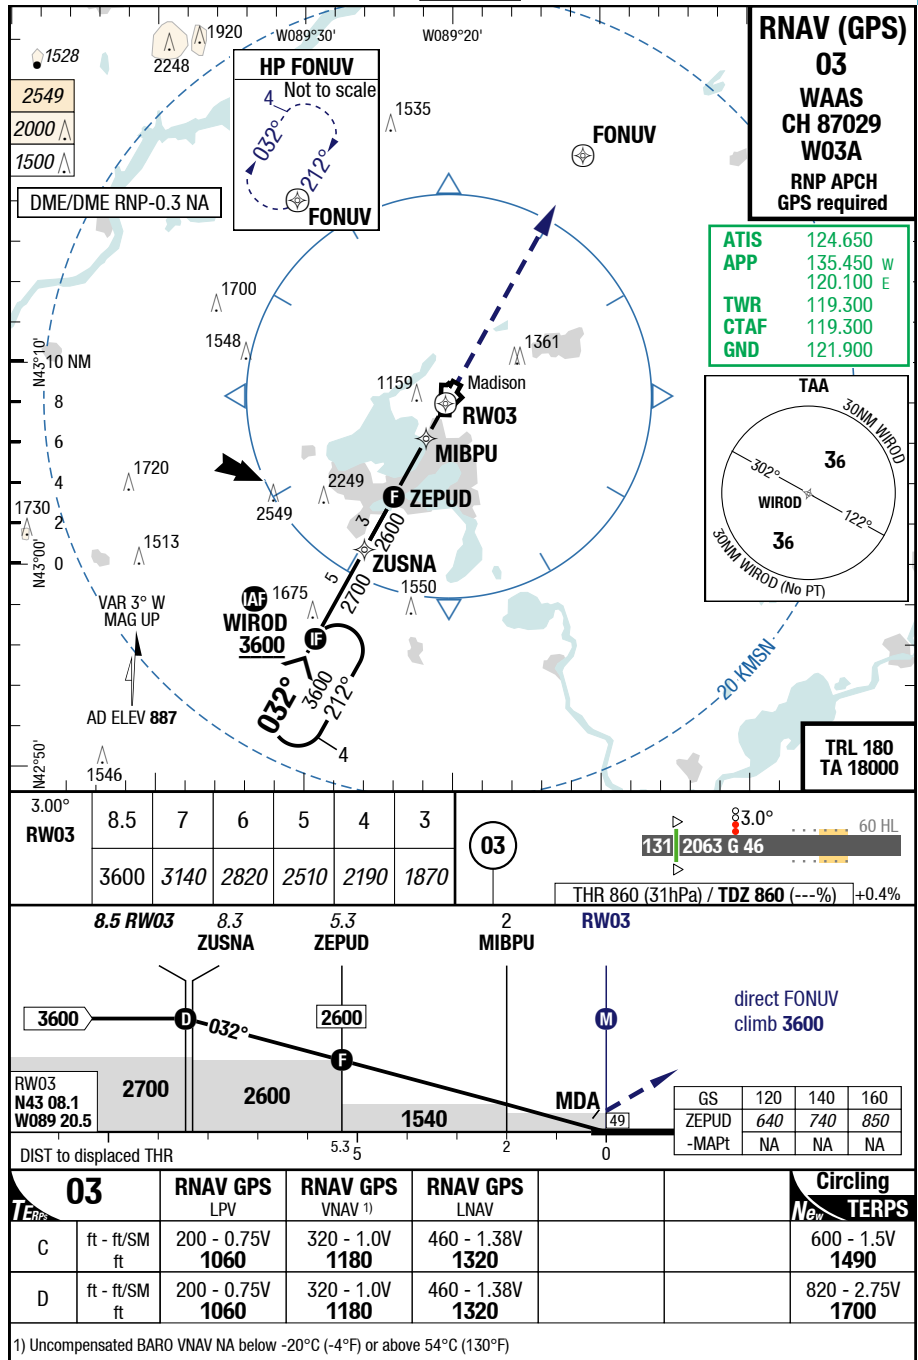 RNAV (GPS)
03
WAAS
CH 87029
W03A
RNP APCH
GPS required
W089°30'
W089°20'
1528
1920
2248
2549
2000
1500
DME/DME RNP-0.3 NA
HP FONUV
Not to scale
4
032°
212°
FONUV
1535
FONUV
ATIS 124.650
APP 135.450 W
120.100 E
TWR 119.300
CTAF 119.300
GND 121.900
1700
1548
1361
N43°10'
10 NM
8
6
4
2
0
N43°00'
1159
Madison
RW03
MIBPU
F ZEPUD
2249
2549
1720
1730
1513
3
2600
ZUSNA
5
2700
1550
1675
IAF
WIROD
3600
IF
032°
3600
212°
4
TAA
30NM WIROD
36
302°
WIROD
122°
36
30NM WIROD (No PT)
VAR 3° W
MAG UP
AD ELEV 887
N42°50'
1546
20 KMSN
TRL 180
TA 18000
3.00°
RW03
8.5 7 6 5 4 3
3600 3140 2820 2510 2190 1870
03
3.0°
60 HL
131 2063 G 46
THR 860 (31hPa) / TDZ 860 (---%) +0.4%
8.5 RW03 8.3 5.3 2 RW03
ZUSNA ZEPUD MIBPU
3600
D
032°
2600
F
M
direct FONUV
climb 3600
RW03
N43 08.1
W089 20.5
2700
2600
1540
MDA
49
DIST to displaced THR
5.3 5 2 0
GS 120 140 160
ZEPUD 640 740 850
-MAPt NA NA NA
TERPS 03
RNAV GPS RNAV GPS RNAV GPS Circling
LPV VNAV 1) LNAV New TERPS
C ft - ft/SM 200 - 0.75V 320 - 1.0V 460 - 1.38V 600 - 1.5V
ft 1060 1180 1320 1490
D ft - ft/SM 200 - 0.75V 320 - 1.0V 460 - 1.38V 820 - 2.75V
ft 1060 1180 1320 1700
1) Uncompensated BARO VNAV NA below -20°C (-4°F) or above 54°C (130°F)